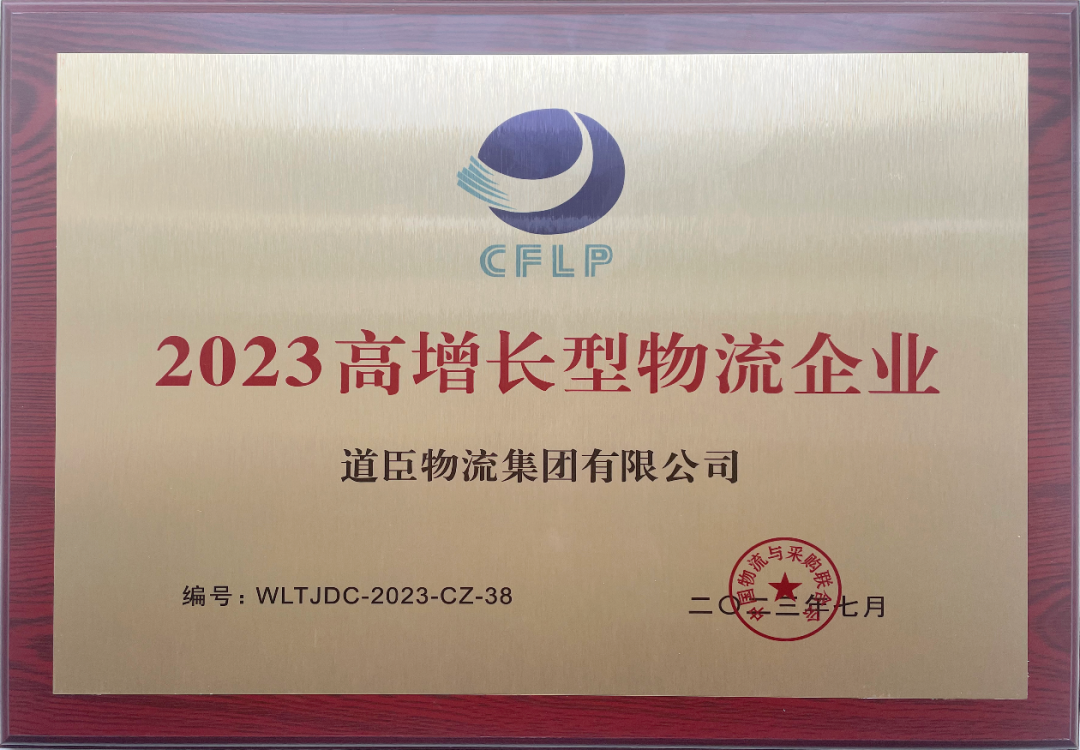 CFLP
2023高增长型物流企业
道臣物流集团有限公司
编号：WLTJDC-2023-CZ-38
二〇二三年七月
中国物流与采购联合会